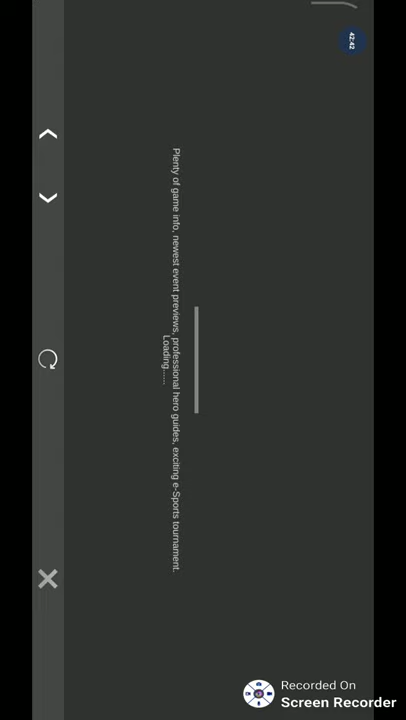 42:42
Plenty of game info, newest event previews, professional hero guides, exciting e-Sports tournament.
Loading......
Recorded On
Screen Recorder